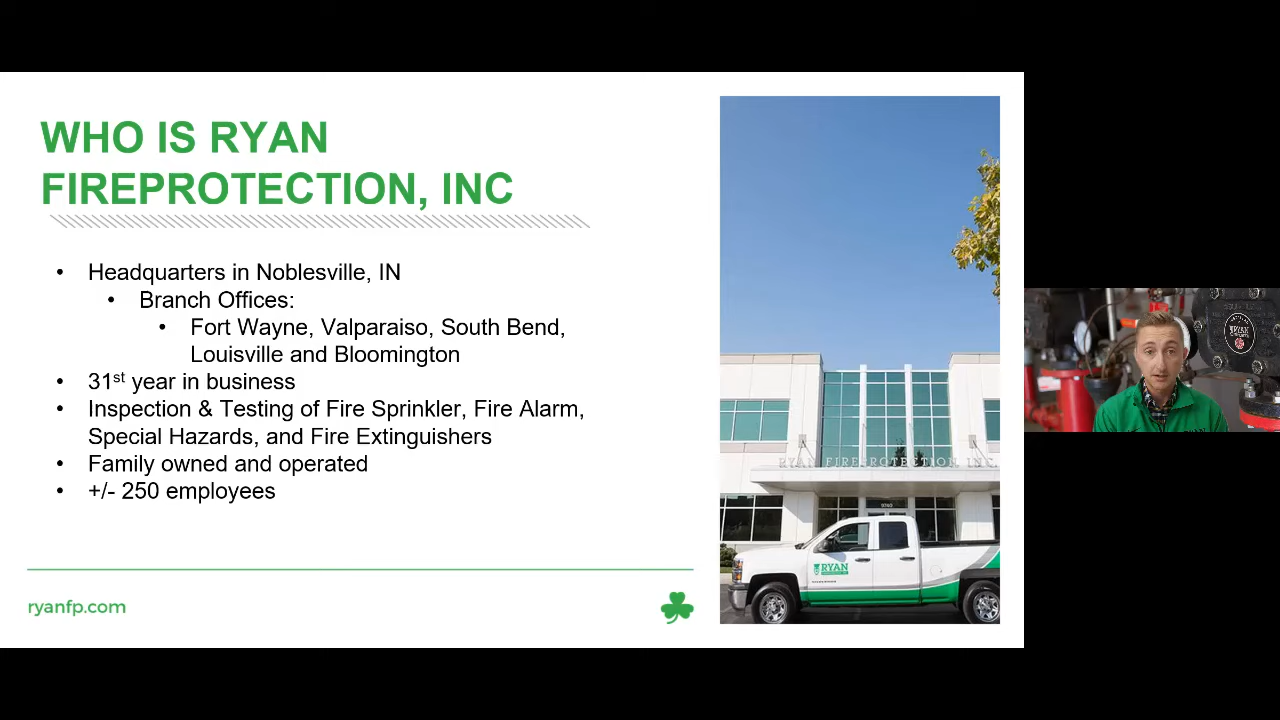 WHO IS RYAN
FIREPROTECTION, INC
• Headquarters in Noblesville, IN
• Branch Offices:
• Fort Wayne, Valparaiso, South Bend,
Louisville and Bloomington
• 31st year in business
• Inspection & Testing of Fire Sprinkler, Fire Alarm,
Special Hazards, and Fire Extinguishers
• Family owned and operated
• +/- 250 employees
ryanfp.com
RYAN FIREPROTECTION INC.
RYAN
RYAN